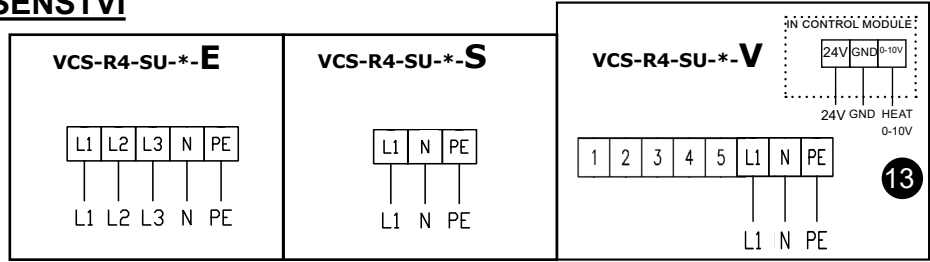 SENSTVÍ
VCS-R4-SU-*-E
L1 L2 L3 N PE
L1 L2 L3 N PE
VCS-R4-SU-*-S
L1 N PE
L1 N PE
VCS-R4-SU-*-V
IN CONTROL MODULE:
24V GND 0-10V
24V GND HEAT
0-10V
1 2 3 4 5 L1 N PE
L1 N PE
13